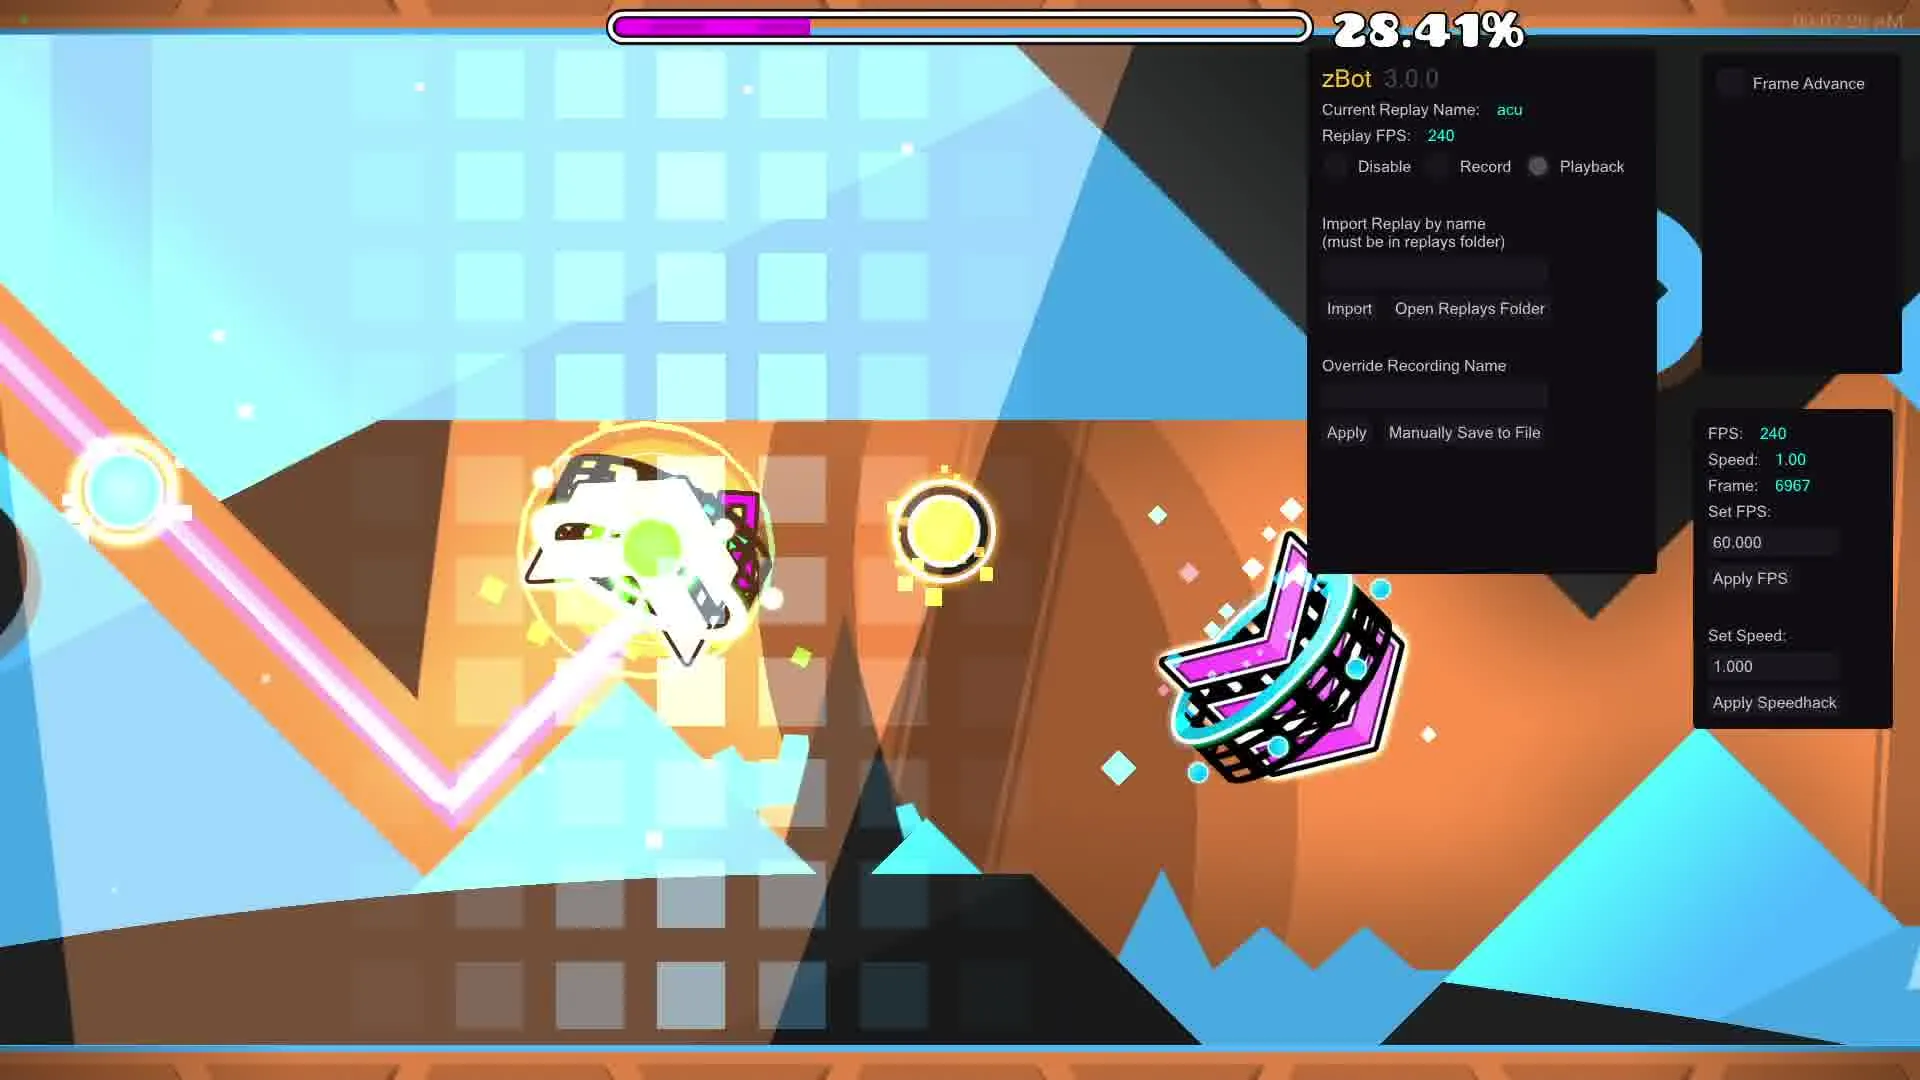 28.41%
zBot 3.0.0
Current Replay Name: acu
Replay FPS: 240
Disable Record Playback
Import Replay by name
(must be in replays folder)
Import Open Replays Folder
Override Recording Name
Apply Manually Save to File
Frame Advance
FPS: 240
Speed: 1.00
Frame: 6967
Set FPS:
60.000
Apply FPS
Set Speed:
1.000
Apply Speedhack